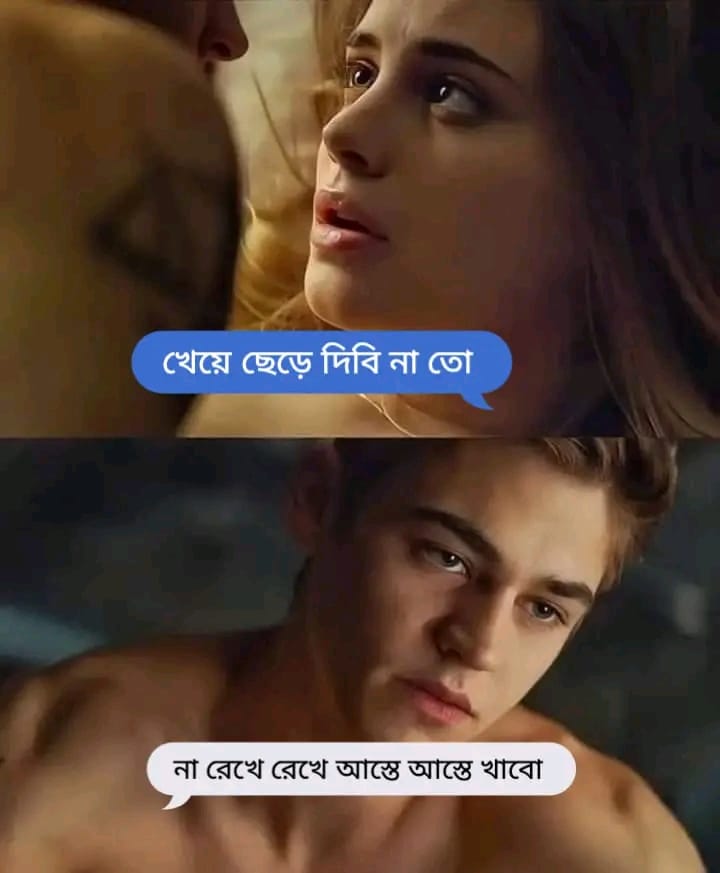 খেয়ে ছেড়ে দিবি না তো
না রেখে রেখে আস্তে আস্তে খাবো